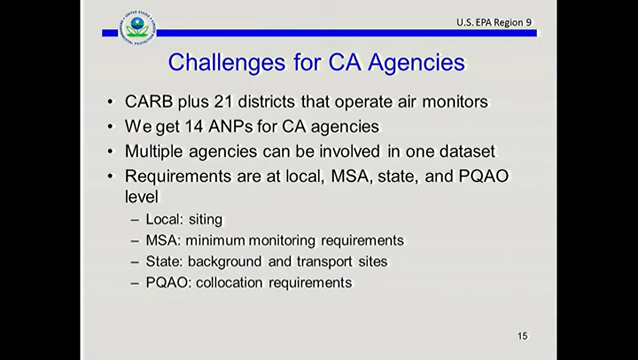 U.S. EPA Region 9
Challenges for CA Agencies
• CARB plus 21 districts that operate air monitors
• We get 14 ANPs for CA agencies
• Multiple agencies can be involved in one dataset
• Requirements are at local, MSA, state, and PQAO
level
– Local: siting
– MSA: minimum monitoring requirements
– State: background and transport sites
– PQAO: collocation requirements
15